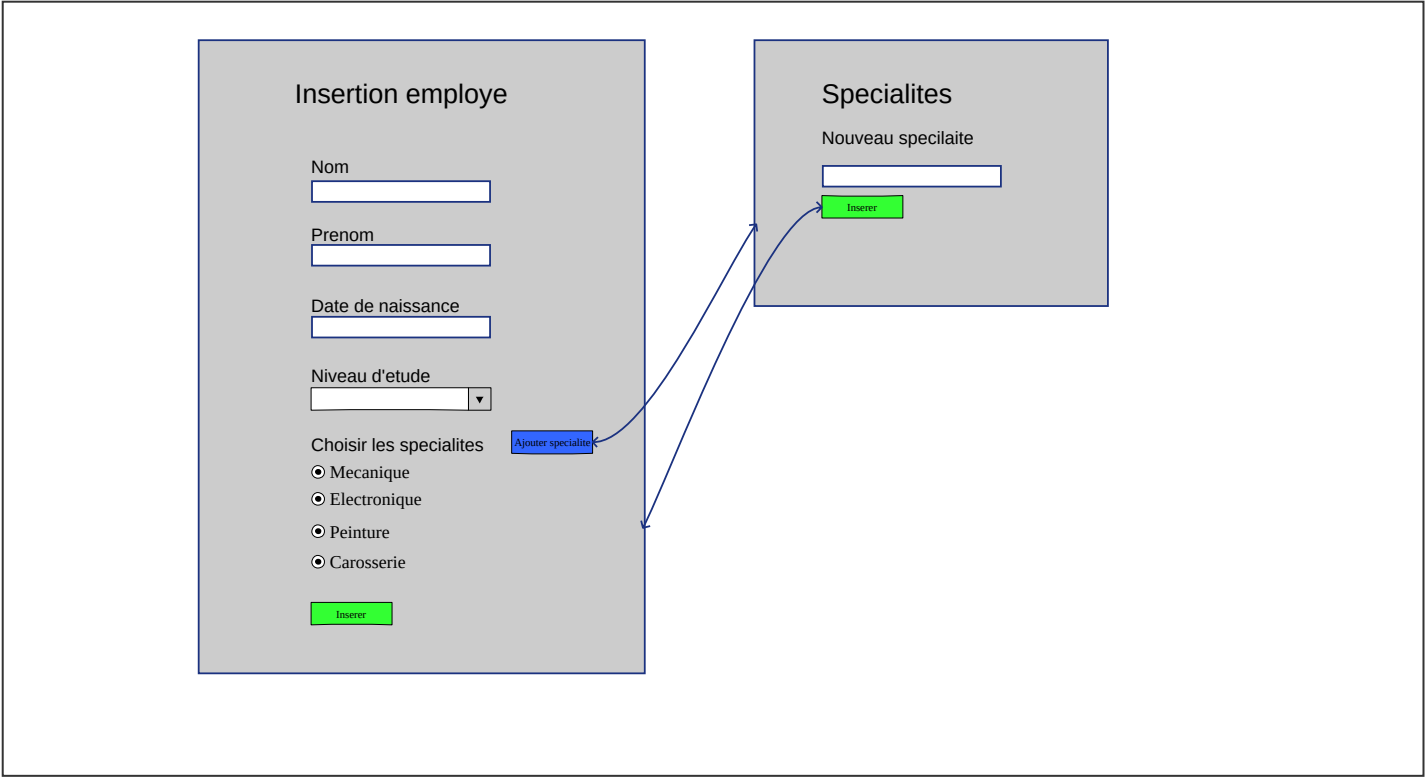 Insertion employe
Nom
Prenom
Date de naissance
Niveau d'etude
Choisir les specialites
Ajouter specialite
Mecanique
Electronique
Peinture
Carosserie
Inserer
Specialites
Nouveau specilaite
Inserer